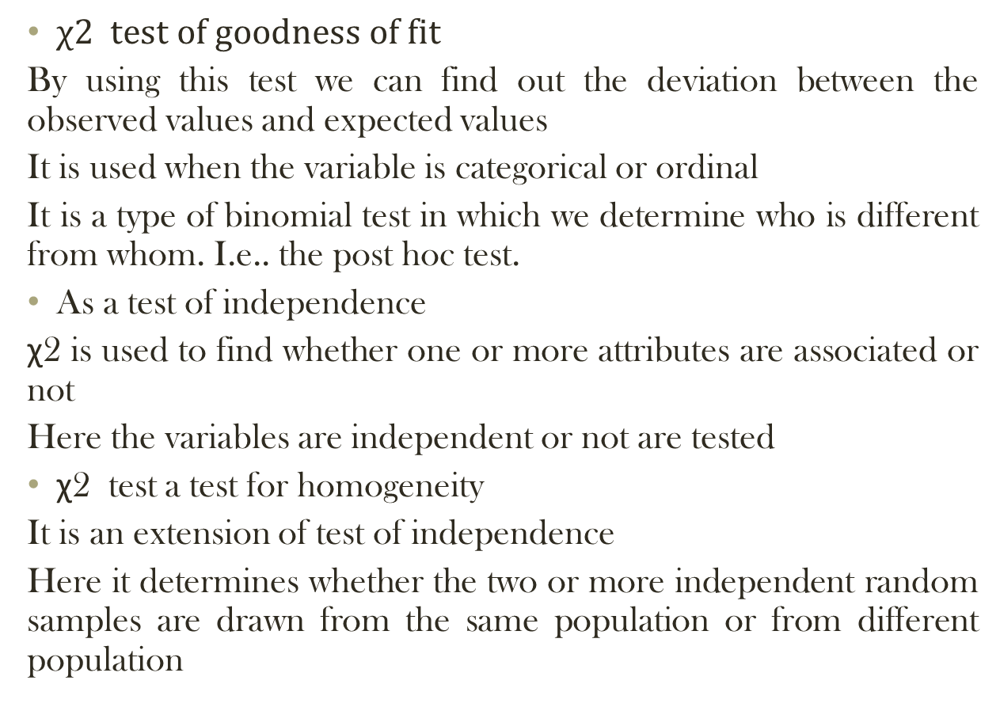 • χ2 test of goodness of fit
By using this test we can find out the deviation between the
observed values and expected values
It is used when the variable is categorical or ordinal
It is a type of binomial test in which we determine who is different
from whom. I.e.. the post hoc test.
• As a test of independence
χ2 is used to find whether one or more attributes are associated or
not
Here the variables are independent or not are tested
• χ2 test a test for homogeneity
It is an extension of test of independence
Here it determines whether the two or more independent random
samples are drawn from the same population or from different
population